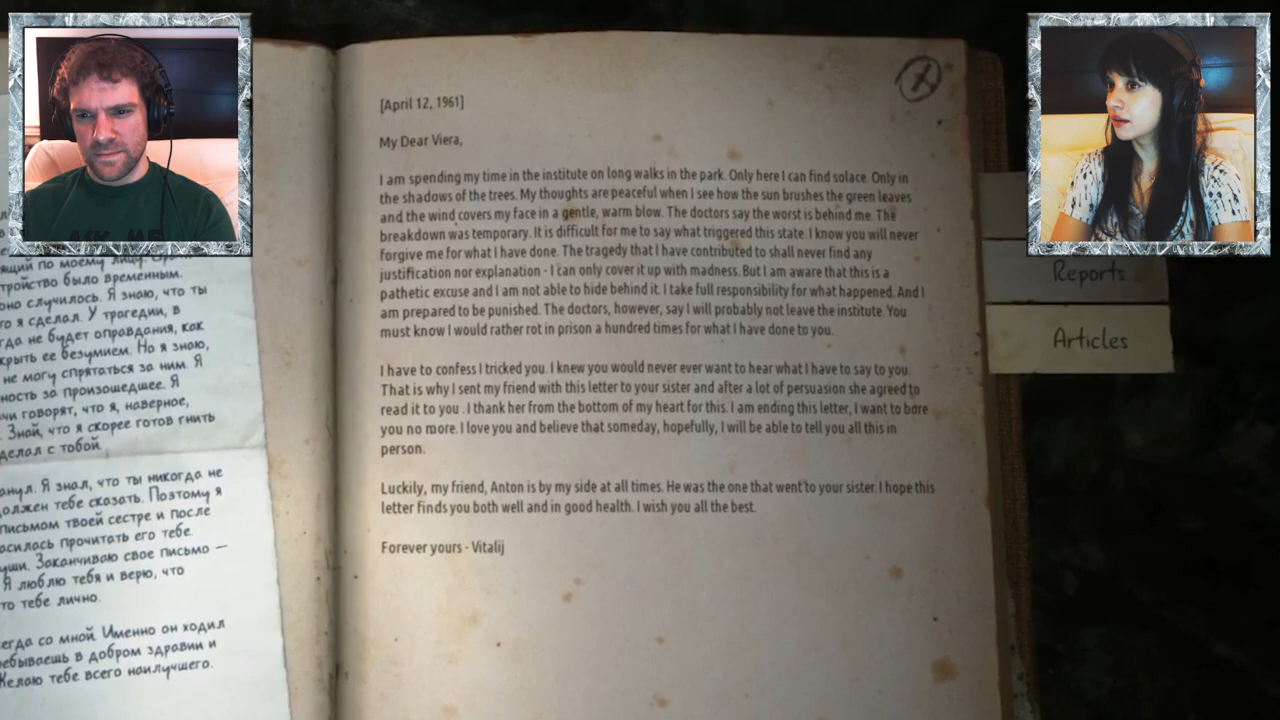 [April 12, 1961]
My Dear Viera,
I am spending my time in the institute on long walks in the park. Only here I can find solace. Only in
the shadows of the trees. My thoughts are peaceful when I see how the sun brushes the green leaves
and the wind covers my face in a gentle, warm blow. The doctors say the worst is behind me. The
breakdown was temporary. It is difficult for me to say what triggered this state. I know you will never
forgive me for what I have done. The tragedy that I have contributed to shall never find any
justification nor explanation - I can only cover it up with madness. But I am aware that this is a
pathetic excuse and I am not able to hide behind it. I take full responsibility for what happened. And I
am prepared to be punished. The doctors, however, say I will probably not leave the institute. You
must know I would rather rot in prison a hundred times for what I have done to you.
I have to confess I tricked you. I knew you would never ever want to hear what I have to say to you.
That is why I sent my friend with this letter to your sister and after a lot of persuasion she agreed to
read it to you . I thank her from the bottom of my heart for this. I am ending this letter, I want to bore
you no more. I love you and believe that someday, hopefully, I will be able to tell you all this in
person.
Luckily, my friend, Anton is by my side at all times. He was the one that went to your sister. I hope this
letter finds you both well and in good health. I wish you all the best.
Forever yours - Vitalij
ящий по моему лицу.
тройство было временным.
оно случилось. Я знаю, что ты
го я сделал. У трагедии, в
гда не будет оправдания, как
крыть ее безумием. Но я знаю,
не могу спрятаться за ним. Я
ность за произошедшее. Я
чи говорят, что я, наверное,
. Знай, что я скорее готов гнить
делал с тобой.
анул. Я знал, что ты никогда не
олжен тебе сказать. Поэтому я
письмом твоей сестре и после
асилась прочитать его тебе.
уши. Заканчиваю свое письмо —
Я люблю тебя и верю, что
то тебе лично.
сегда со мной. Именно он ходил
ебываешь в добром здравии и
Желаю тебе всего наилучшего.
Reports
Articles
ASK ME